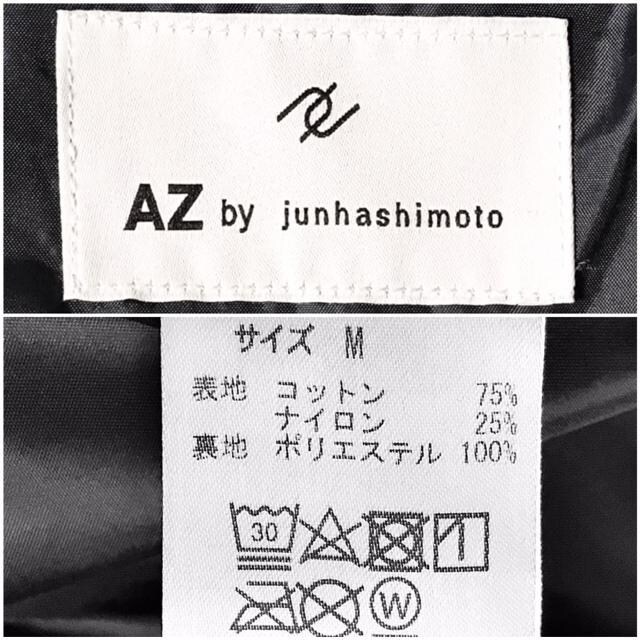 AZ by junhashimoto
サイズ M
表地 コットン 75%
ナイロン 25%
裏地 ポリエステル 100%
30
W